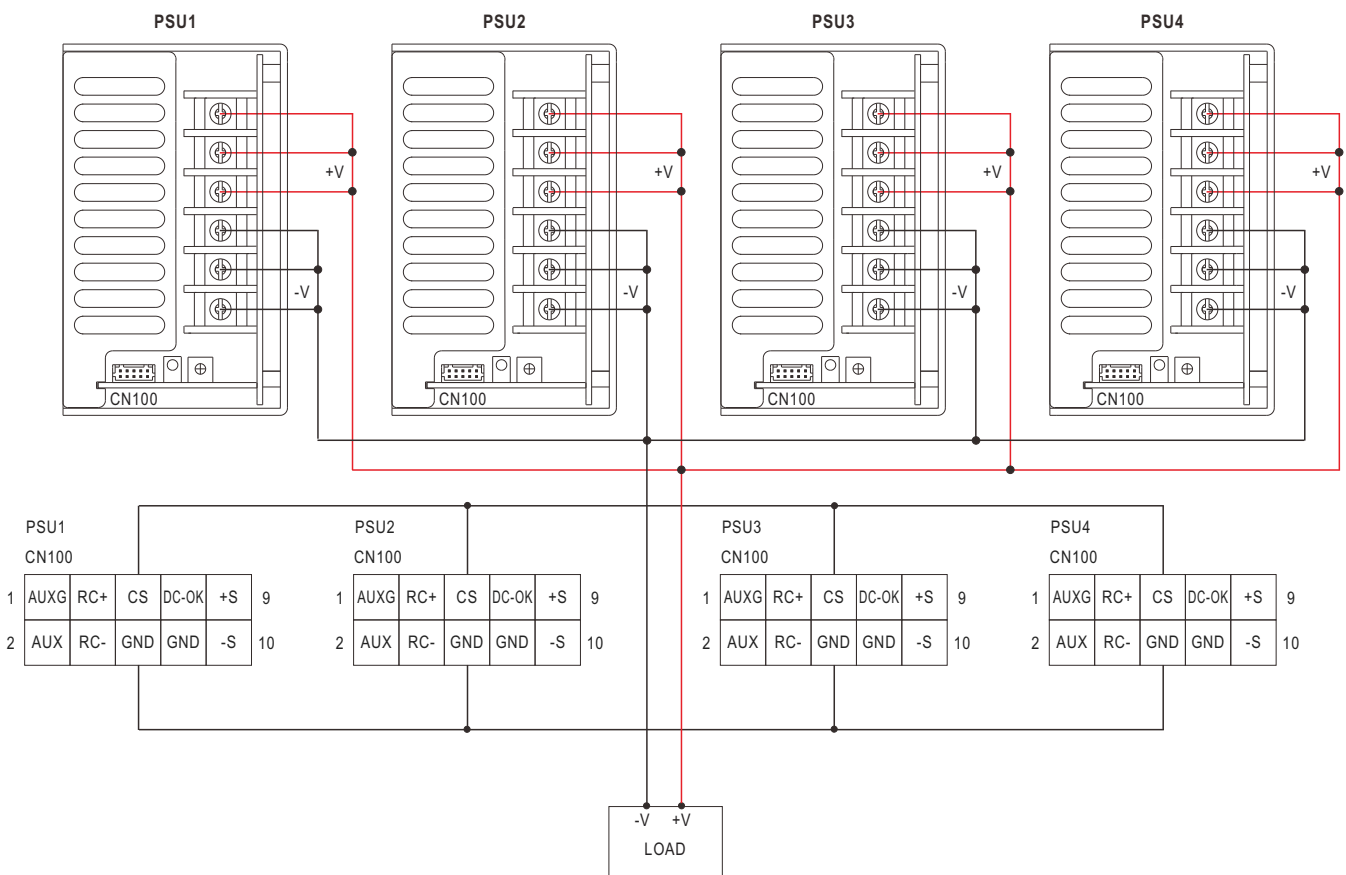 PSU1 PSU2 PSU3 PSU4
+V +V +V +V
-V -V -V -V
CN100 CN100 CN100 CN100
PSU1 PSU2 PSU3 PSU4
CN100 CN100 CN100 CN100
1 AUXG RC+ CS DC-OK +S 9 1 AUXG RC+ CS DC-OK +S 9 1 AUXG RC+ CS DC-OK +S 9 1 AUXG RC+ CS DC-OK +S 9
2 AUX RC- GND GND -S 10 2 AUX RC- GND GND -S 10 2 AUX RC- GND GND -S 10 2 AUX RC- GND GND -S 10
-V +V
LOAD